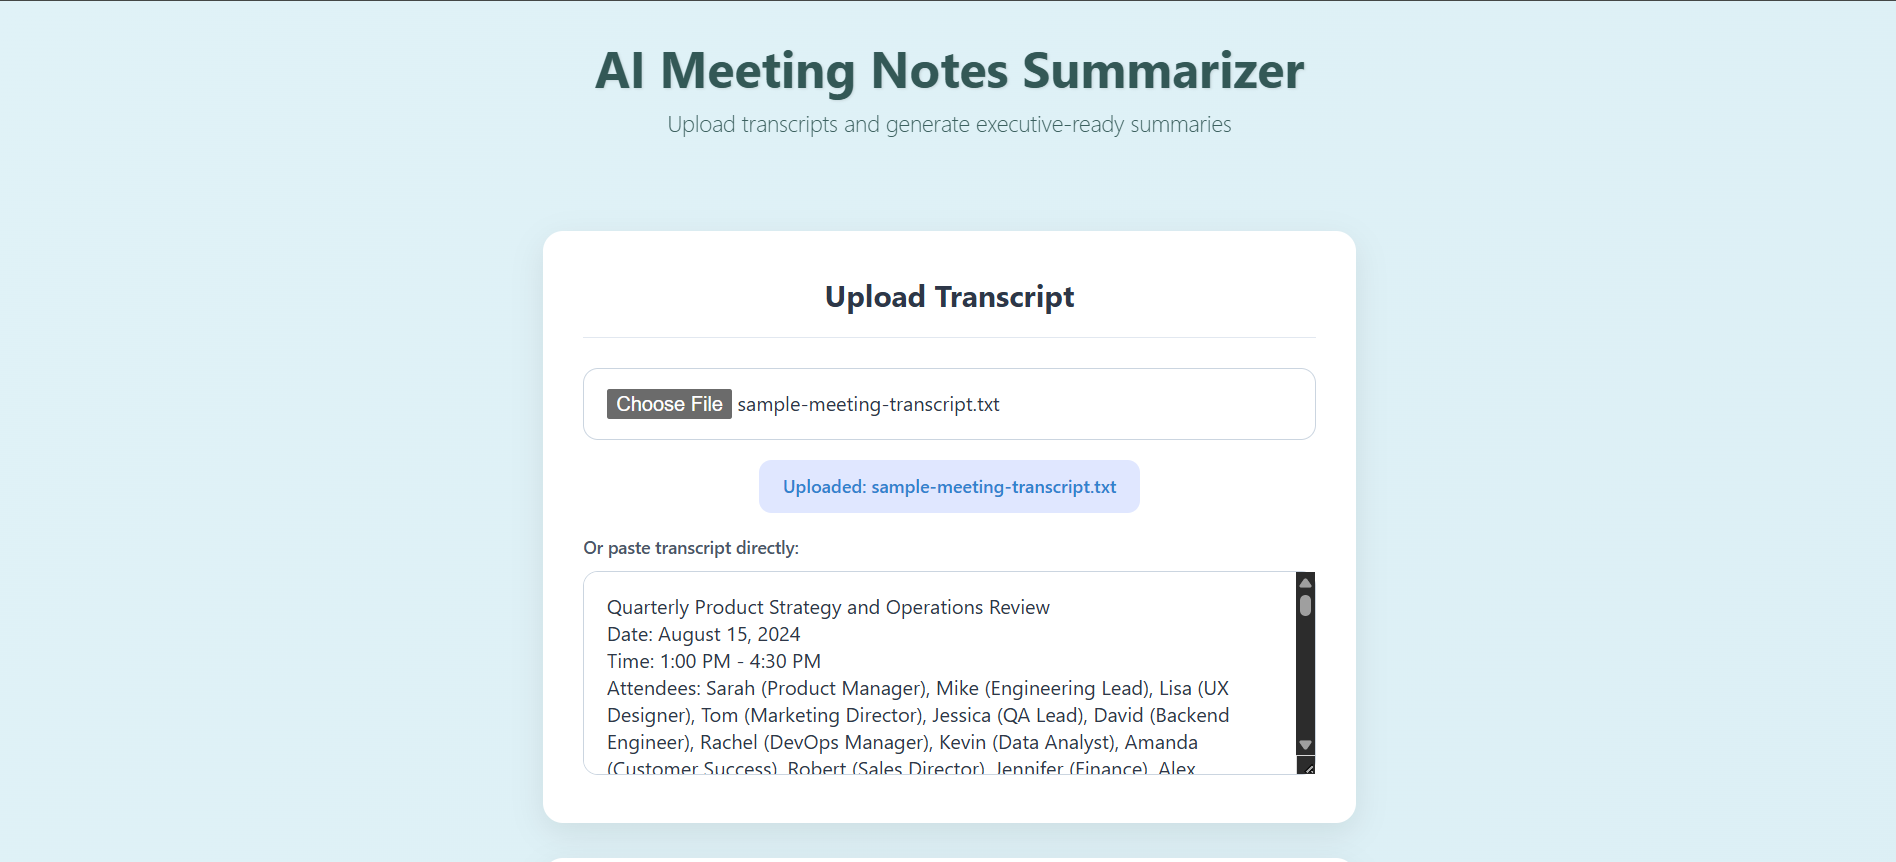 AI Meeting Notes Summarizer
Upload transcripts and generate executive-ready summaries
Upload Transcript
Choose File sample-meeting-transcript.txt
Uploaded: sample-meeting-transcript.txt
Or paste transcript directly:
Quarterly Product Strategy and Operations Review
Date: August 15, 2024
Time: 1:00 PM - 4:30 PM
Attendees: Sarah (Product Manager), Mike (Engineering Lead), Lisa (UX
Designer), Tom (Marketing Director), Jessica (QA Lead), David (Backend
Engineer), Rachel (DevOps Manager), Kevin (Data Analyst), Amanda
(Customer Success), Robert (Sales Director), Jennifer (Finance), Alex